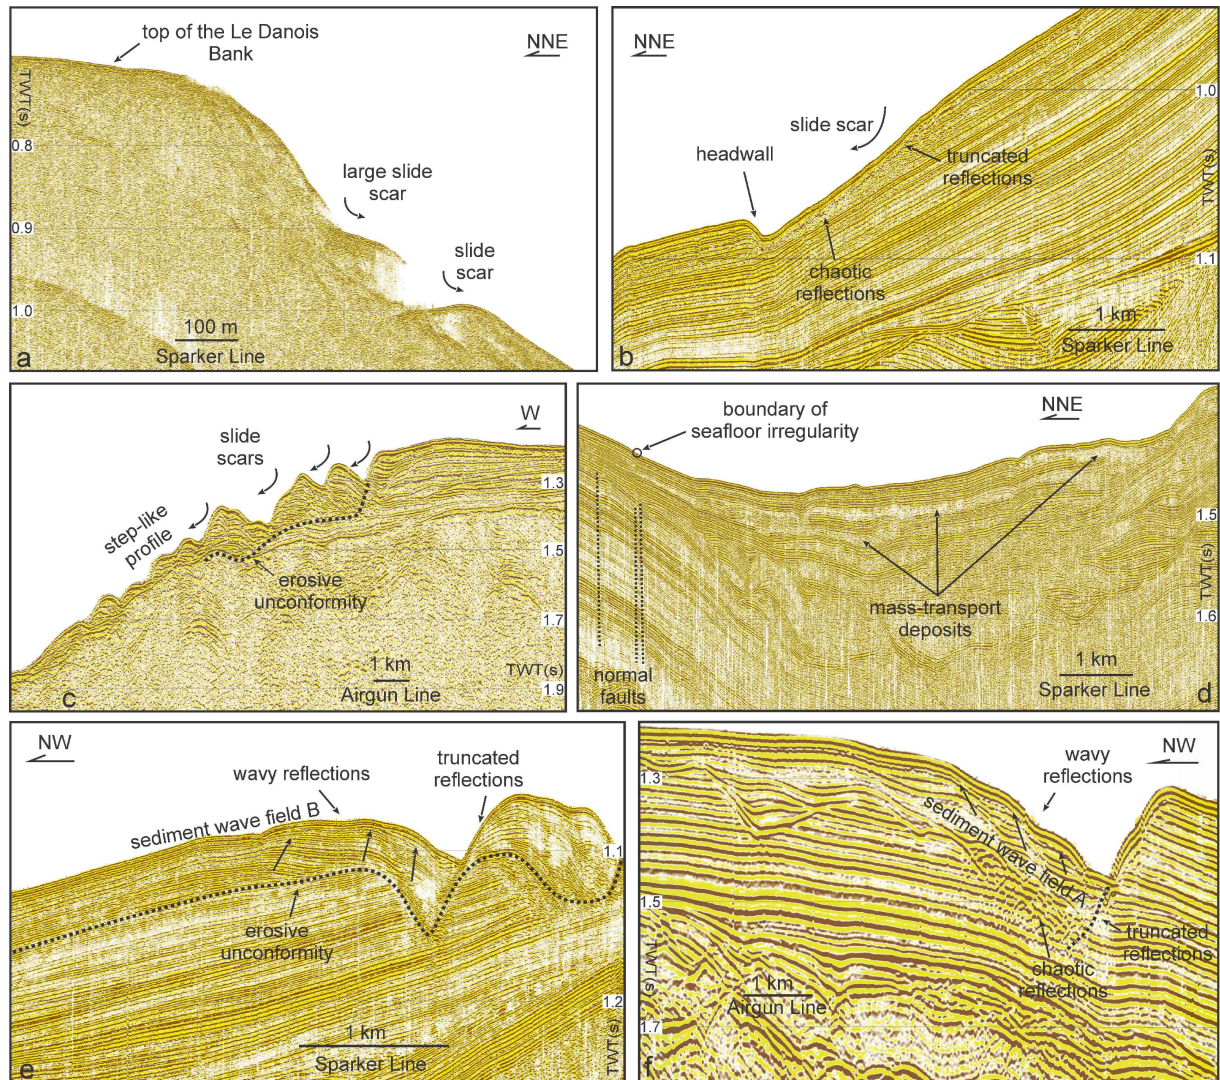 top of the Le Danois
Bank
NNE
TWT(s)
0.8
large slide
scar
0.9
slide
scar
1.0
100 m
Sparker Line
a
NNE
1.0
slide scar
headwall
truncated
reflections
TWT(s)
1.1
chaotic
reflections
1 km
Sparker Line
b
W
slide
scars
1.3
step-like
profile
1.5
erosive
unconformity
1.7
1 km
TWT(s)
Airgun Line
1.9
c
boundary of
seafloor irregularity
NNE
1.5
TWT(s)
mass-transport
deposits
1.6
normal
faults
1 km
Sparker Line
d
NW
wavy reflections
truncated
reflections
sediment wave field B
1.1
erosive
unconformity
1.2
1 km
TWT(s)
Sparker Line
e
wavy
reflections
NW
1.3
sediment wave field A
1.5
truncated
reflections
TWT(s)
chaotic
reflections
1 km
Airgun Line
1.7
f